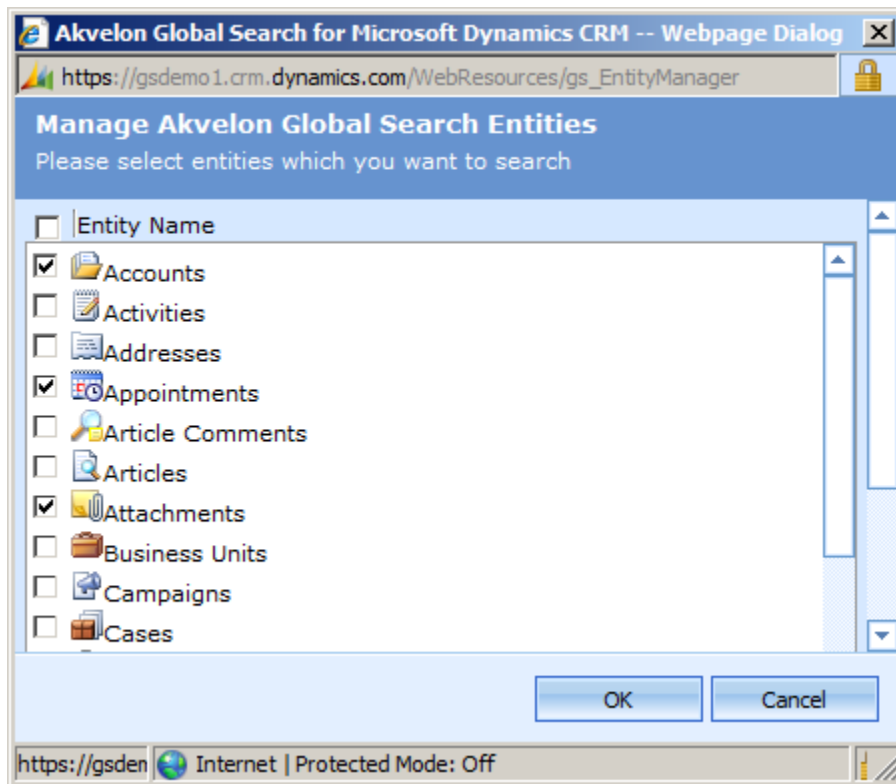 Akvelon Global Search for Microsoft Dynamics CRM -- Webpage Dialog
https://gsdemo1.crm.dynamics.com/WebResources/gs_EntityManager
Manage Akvelon Global Search Entities
Please select entities which you want to search
Entity Name
Accounts
Activities
Addresses
Appointments
Article Comments
Articles
Attachments
Business Units
Campaigns
Cases
OK Cancel
https://gsden Internet | Protected Mode: Off